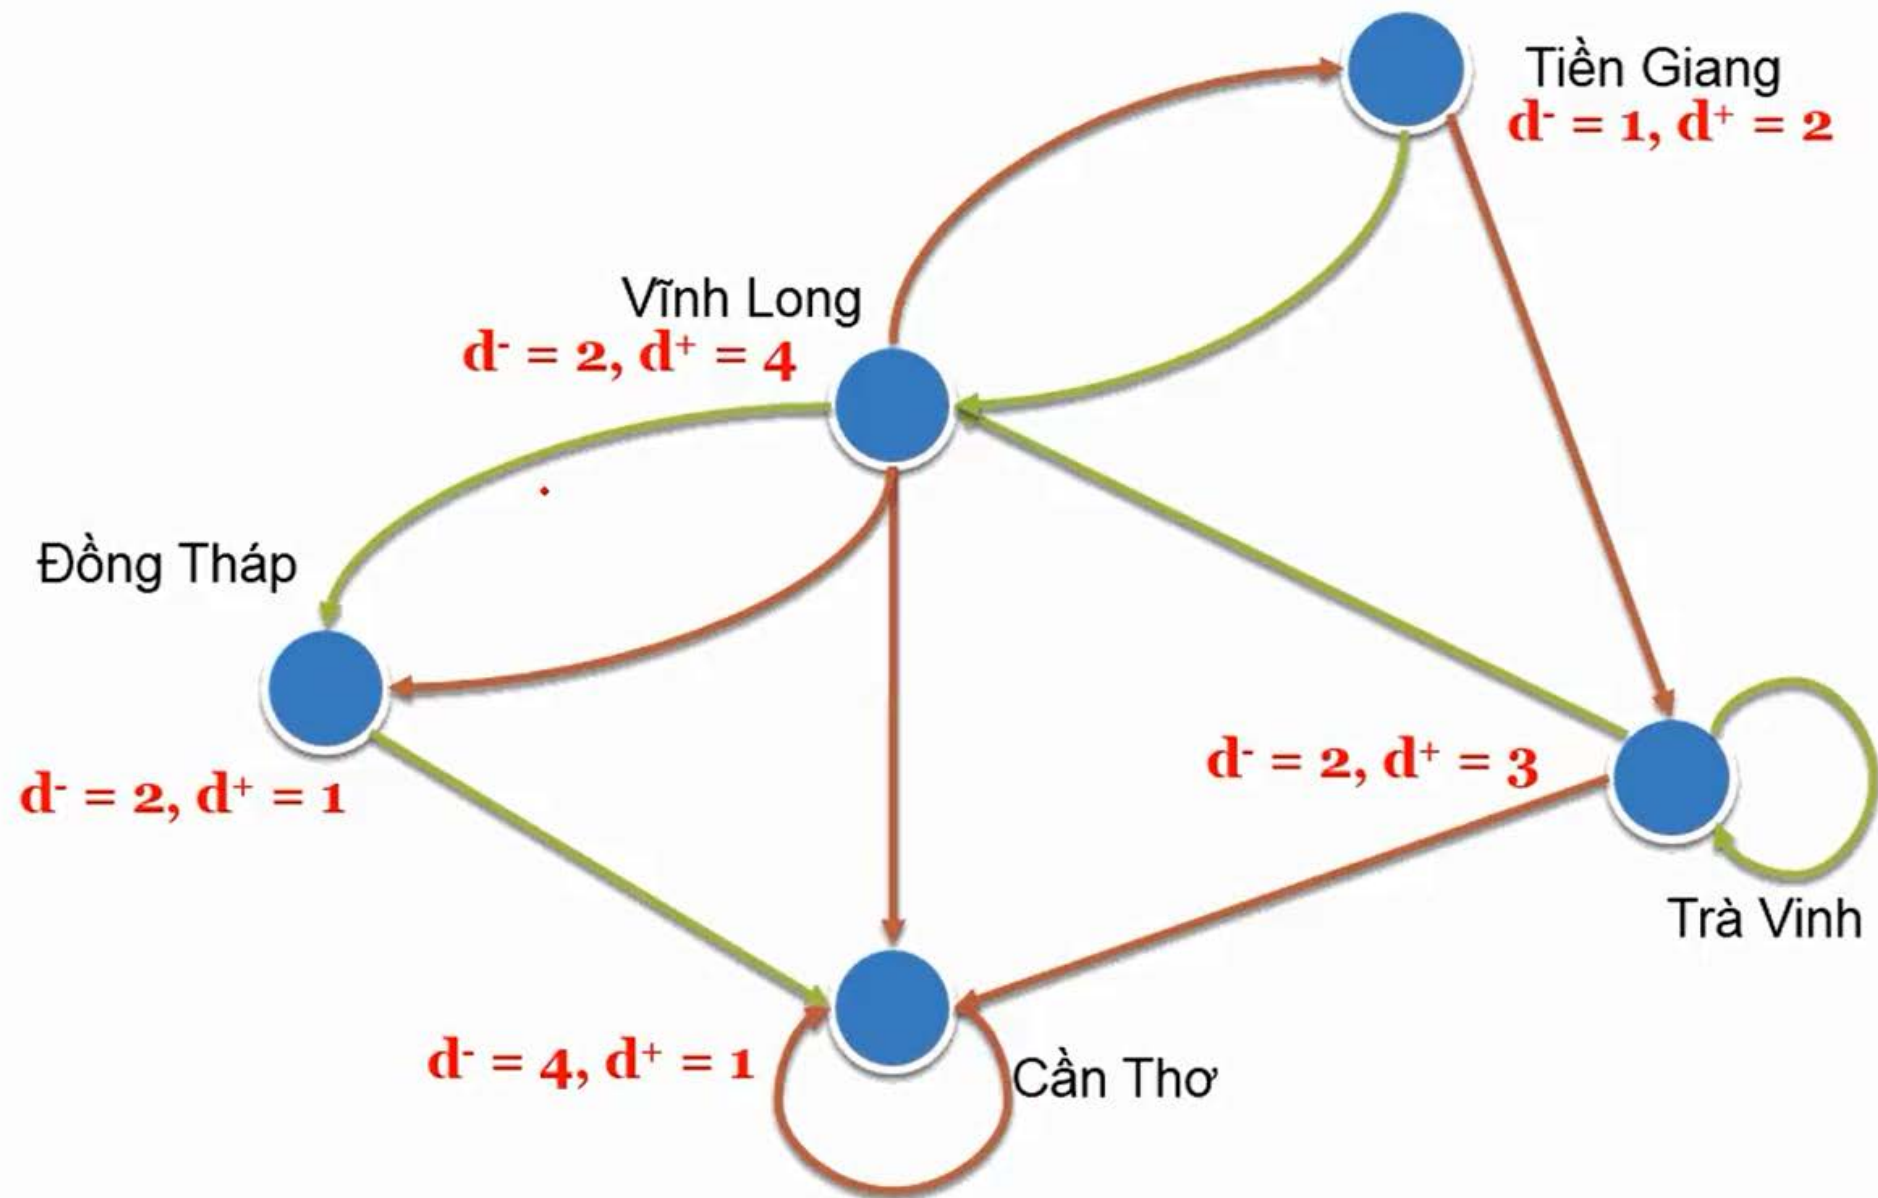 Tiền Giang
d⁻ = 1, d⁺ = 2
Vĩnh Long
d⁻ = 2, d⁺ = 4
Đồng Tháp
d⁻ = 2, d⁺ = 1
d⁻ = 2, d⁺ = 3
Trà Vinh
d⁻ = 4, d⁺ = 1
Cần Thơ